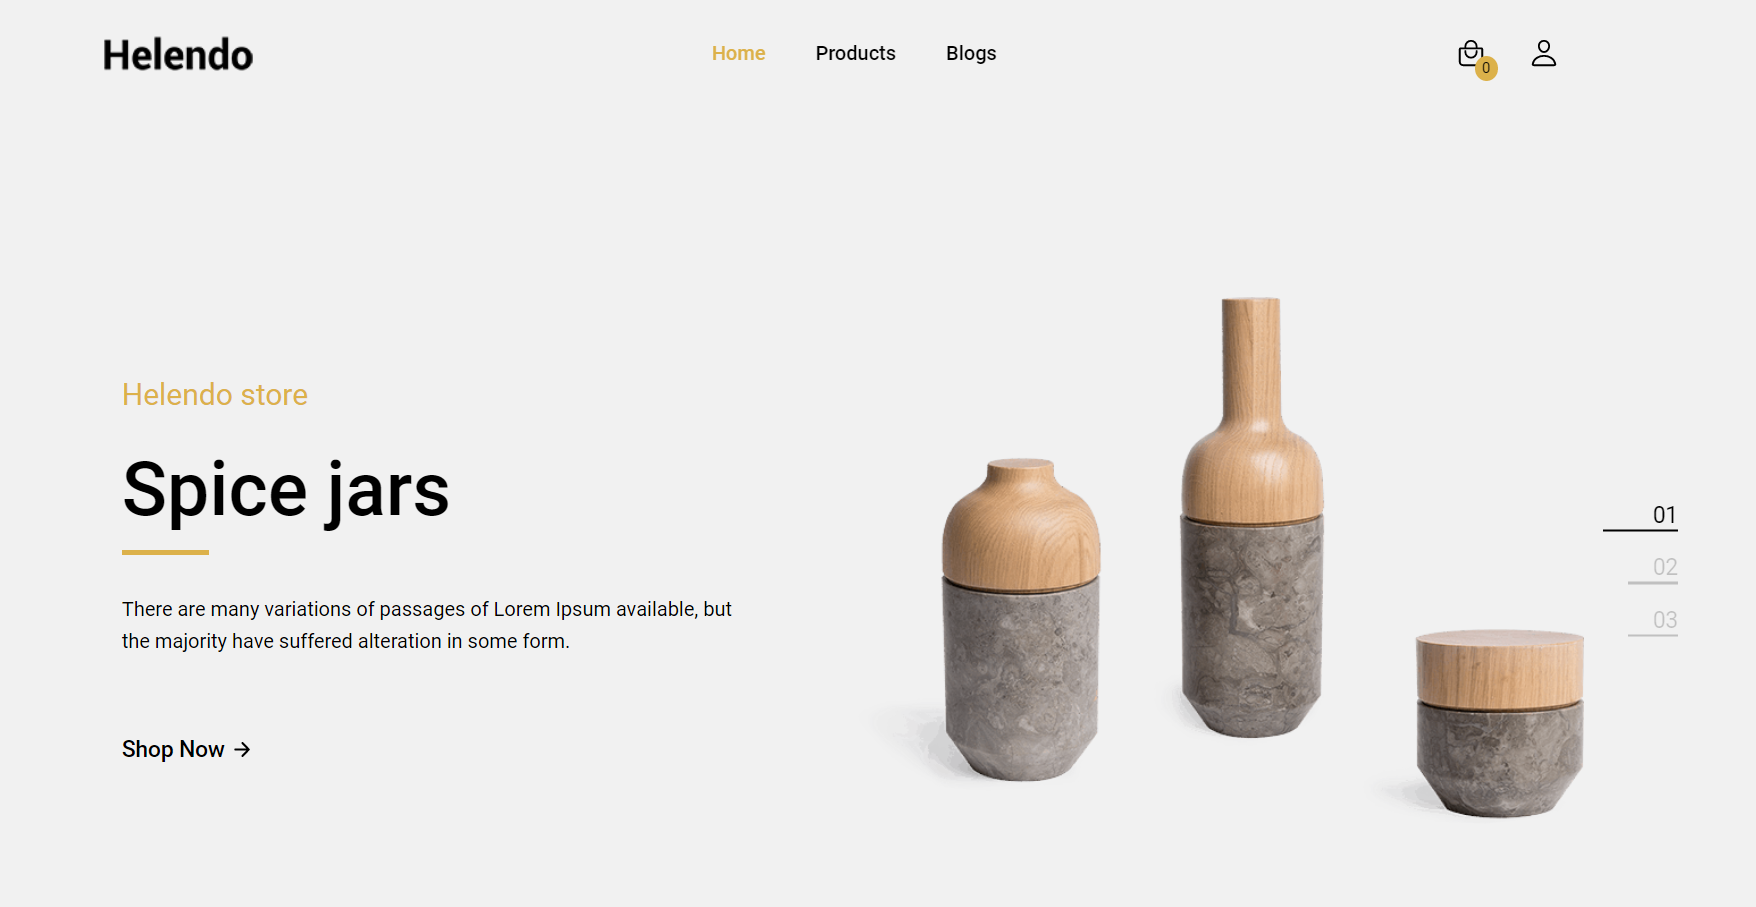 Helendo
Home Products Blogs
0
Helendo store
Spice jars
There are many variations of passages of Lorem Ipsum available, but
the majority have suffered alteration in some form.
Shop Now →
01
02
03